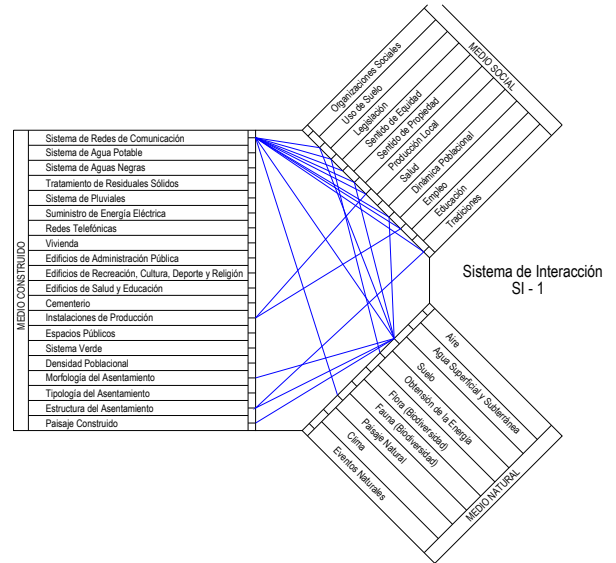 MEDIO CONSTRUIDO
Sistema de Redes de Comunicación
Sistema de Agua Potable
Sistema de Aguas Negras
Tratamiento de Residuales Sólidos
Sistema de Pluviales
Suministro de Energía Eléctrica
Redes Telefónicas
Vivienda
Edificios de Administración Pública
Edificios de Recreación, Cultura, Deporte y Religión
Edificios de Salud y Educación
Cementerio
Instalaciones de Producción
Espacios Públicos
Sistema Verde
Densidad Poblacional
Morfología del Asentamiento
Tipología del Asentamiento
Estructura del Asentamiento
Paisaje Construido
MEDIO SOCIAL
Organizaciones Sociales
Uso de Suelo
Legislación
Sentido de Equidad
Sentido de Propiedad
Producción Local
Salud
Dinámica Poblacional
Empleo
Educación
Tradiciones
Sistema de Interacción
SI - 1
Aire
Agua Superficial y Subterránea
Suelo
Obtención de la Energía
Flora (Biodiversidad)
Fauna (Biodiversidad)
Paisaje Natural
Clima
Eventos Naturales
MEDIO NATURAL